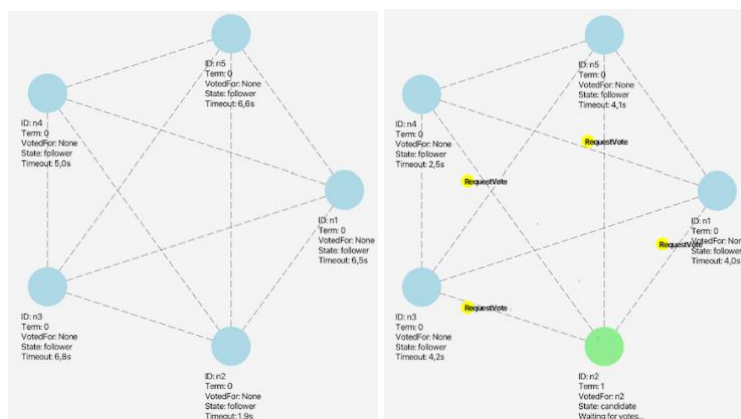 ID: n5
Term: 0
VotedFor: None
State: follower
Timeout: 6,6s
ID: n4
Term: 0
VotedFor: None
State: follower
Timeout: 5,0s
ID: n1
Term: 0
VotedFor: None
State: follower
Timeout: 6,5s
ID: n3
Term: 0
VotedFor: None
State: follower
Timeout: 6,8s
ID: n2
Term: 0
VotedFor: None
State: follower
Timeout: 1,9s
ID: n5
Term: 0
VotedFor: None
State: follower
Timeout: 4,1s
ID: n4
Term: 0
VotedFor: None
State: follower
Timeout: 2,5s
RequestVote
RequestVote
ID: n1
Term: 0
VotedFor: Non
State: follower
Timeout: 4,0s
RequestVote
RequestVote
ID: n3
Term: 0
VotedFor: None
State: follower
Timeout: 4,2s
ID: n2
Term: 1
VotedFor: n2
State: candidate
Waiting for votes...